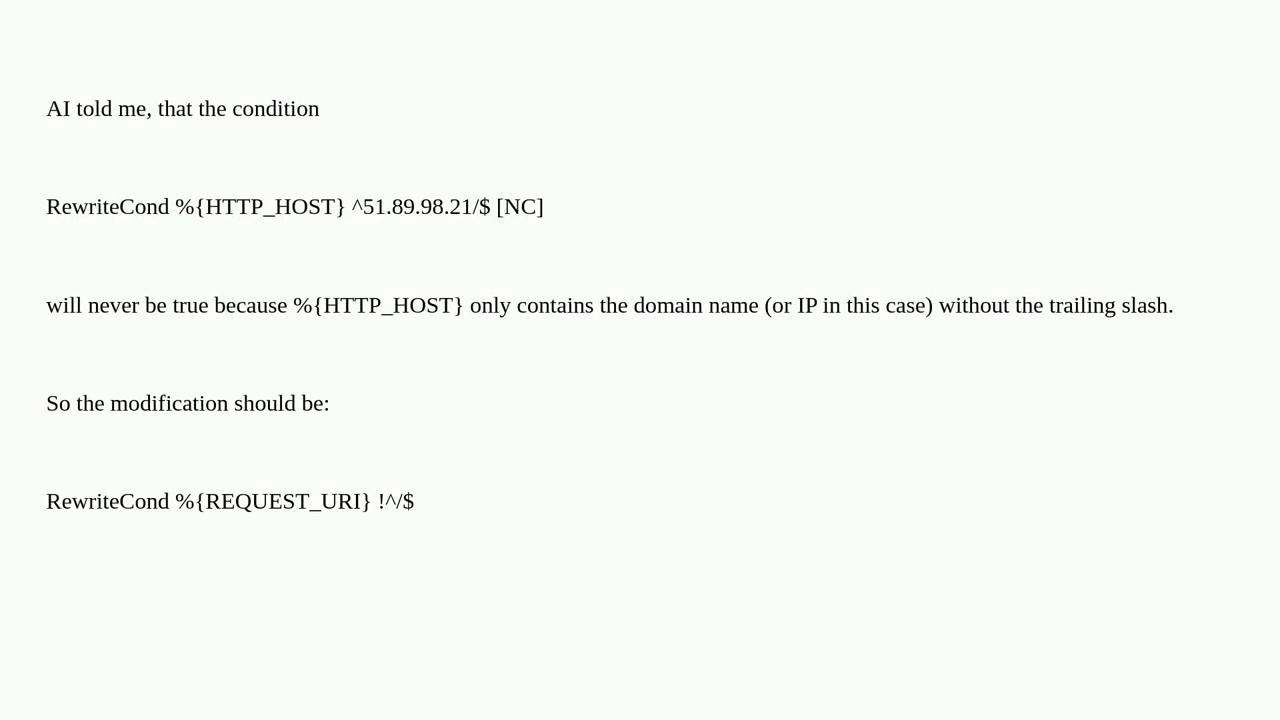 AI told me, that the condition
RewriteCond %{HTTP_HOST} ^51.89.98.21/$ [NC]
will never be true because %{HTTP_HOST} only contains the domain name (or IP in this case) without the trailing slash.
So the modification should be:
RewriteCond %{REQUEST_URI} !^/$